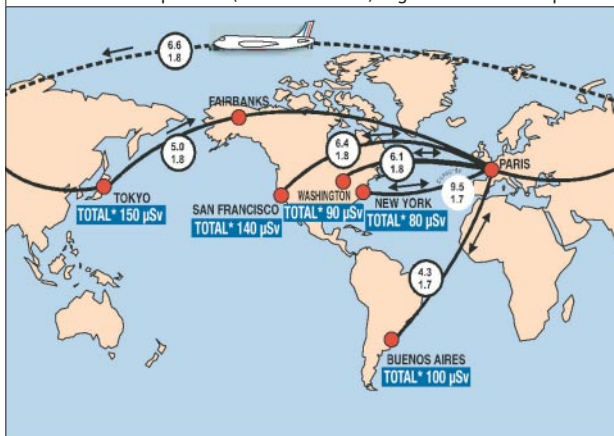 6.6
1.8
FAIRBANKS
5.0
1.8
6.4
1.8
6.1
1.8
PARIS
9.5
1.7
TOKYO
TOTAL* 150 µSv
SAN FRANCISCO
TOTAL* 140 µSv
WASHINGTON
TOTAL* 90 µSv
NEW YORK
TOTAL* 80 µSv
4.3
1.7
BUENOS AIRES
TOTAL* 100 µSv